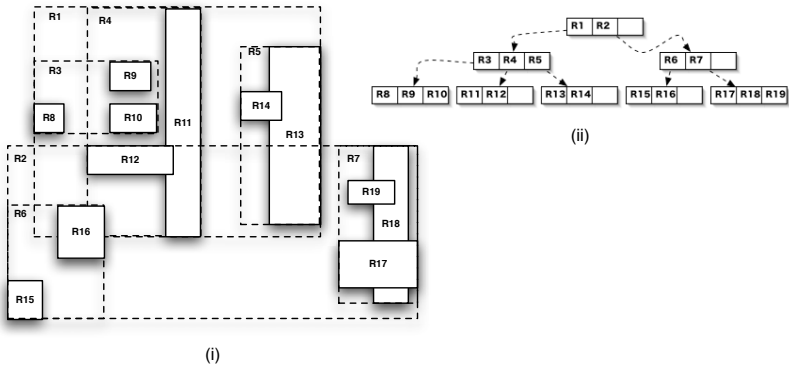 R1 R4
R3 R9
R8 R10 R11
R12
R2
R6
R16
R15
R5
R14
R13
R7
R19
R18
R17
(i)
R1 R2
R3 R4 R5
R6 R7
R8 R9 R10
R11 R12
R13 R14
R15 R16
R17 R18 R19
(ii)